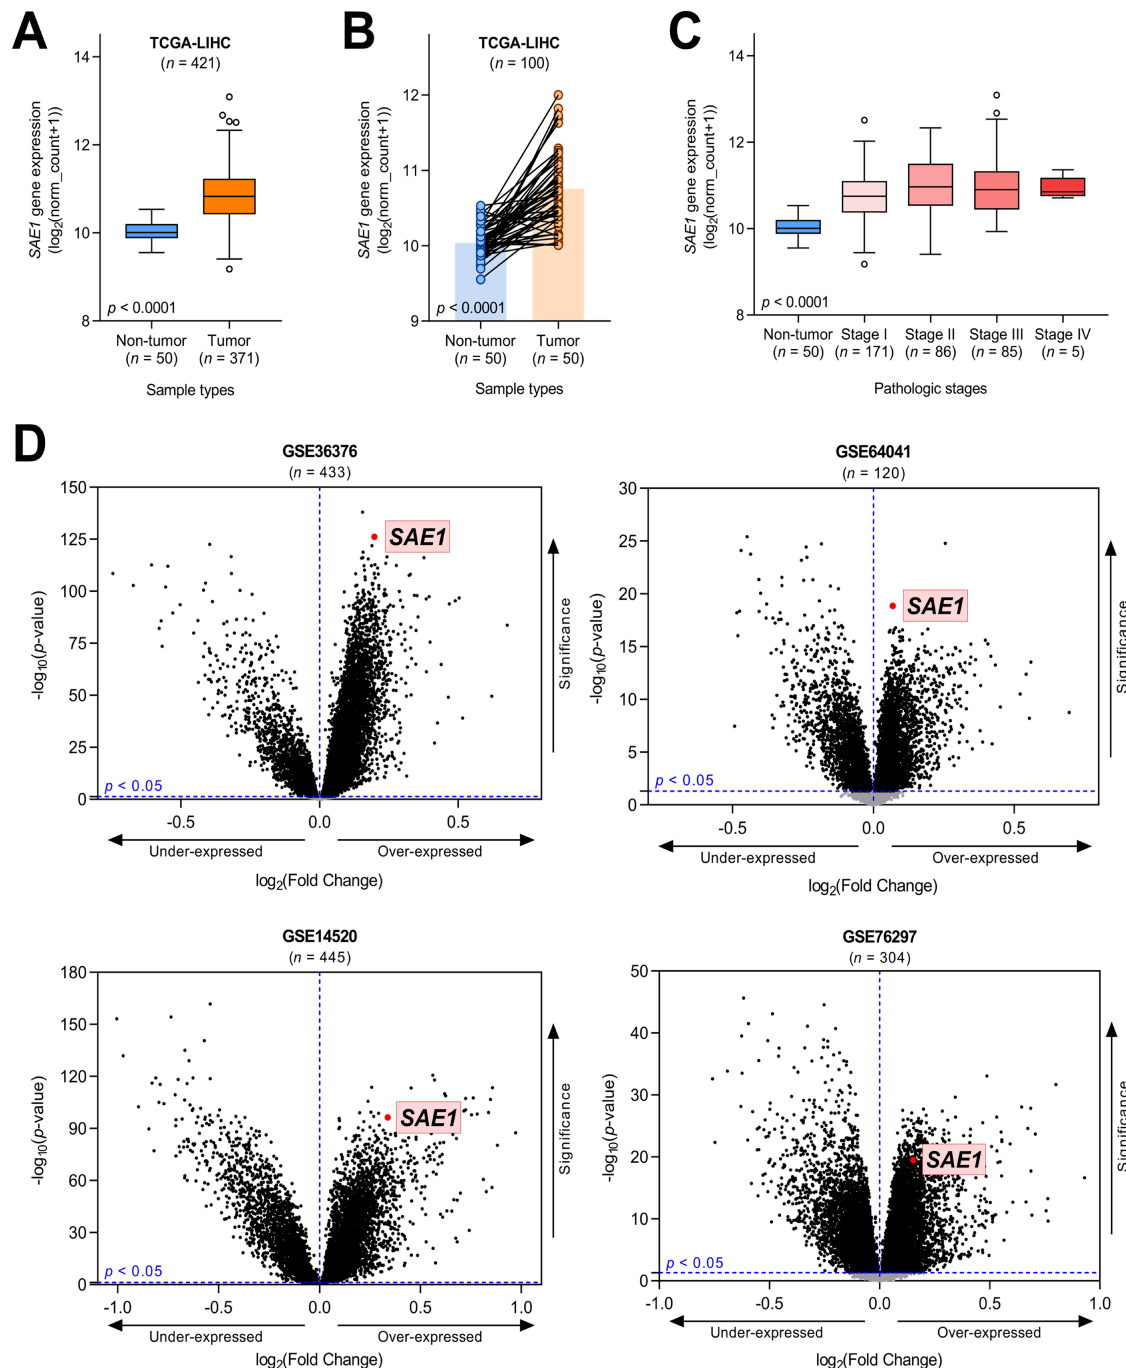 A
TCGA-LIHC
(n = 421)
SAE1 gene expression
(log2(norm_count+1))
14
12
10
8
p < 0.0001
Non-tumor
(n = 50)
Tumor
(n = 371)
Sample types
B
TCGA-LIHC
(n = 100)
SAE1 gene expression
(log2(norm_count+1))
12
11
10
9
p < 0.0001
Non-tumor
(n = 50)
Tumor
(n = 50)
Sample types
C
SAE1 gene expression
(log2(norm_count+1))
14
12
10
8
p < 0.0001
Non-tumor
(n = 50)
Stage I
(n = 171)
Stage II
(n = 86)
Stage III
(n = 85)
Stage IV
(n = 5)
Pathologic stages
D
GSE36376
(n = 433)
-log10(p-value)
150
125
100
75
50
25
0
SAE1
p < 0.05
Significance
-0.5 0.0 0.5
Under-expressed Over-expressed
log2(Fold Change)
GSE64041
(n = 120)
-log10(p-value)
30
25
20
15
10
5
0
SAE1
p < 0.05
Significance
-0.5 0.0 0.5
Under-expressed Over-expressed
log2(Fold Change)
GSE14520
(n = 445)
-log10(p-value)
180
150
120
90
60
30
0
SAE1
p < 0.05
Significance
-1.0 -0.5 0.0 0.5 1.0
Under-expressed Over-expressed
log2(Fold Change)
GSE76297
(n = 304)
-log10(p-value)
50
40
30
20
10
0
SAE1
p < 0.05
Significance
-1.0 -0.5 0.0 0.5 1.0
Under-expressed Over-expressed
log2(Fold Change)